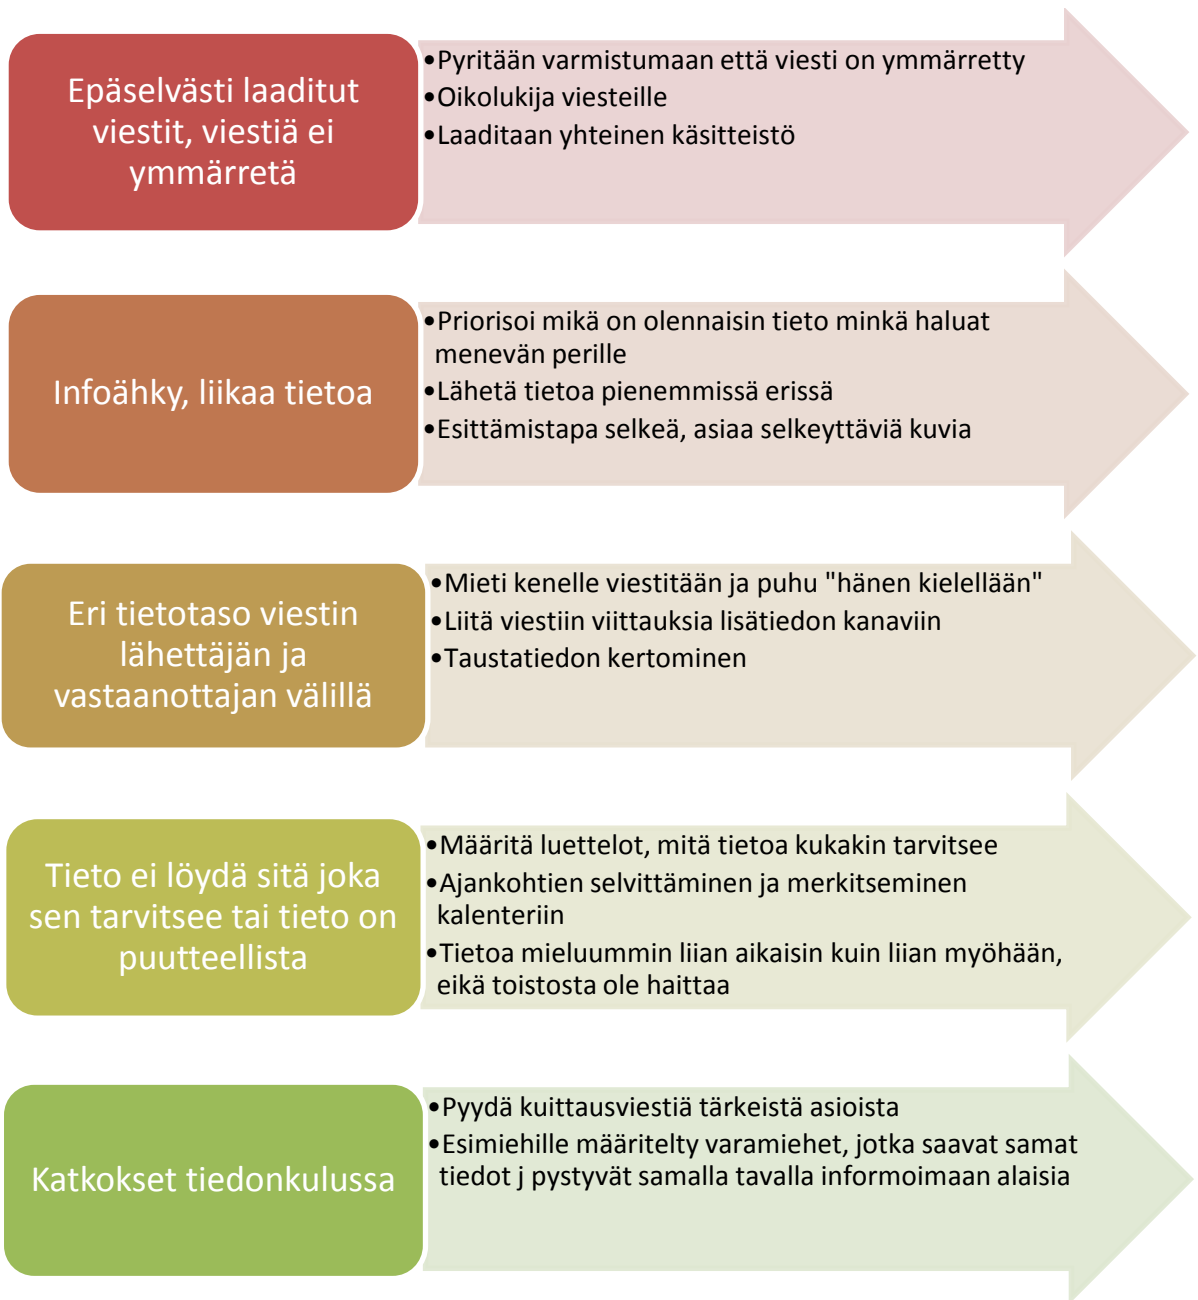 Epäselvästi laaditut
viestit, viestiä ei
ymmärretä
•Pyritään varmistumaan että viesti on ymmärretty
•Oikolukija viesteille
•Laaditaan yhteinen käsitteistö
Infoähky, liikaa tietoa
•Priorisoi mikä on olennaisin tieto minkä haluat
menevän perille
•Lähetä tietoa pienemmissä erissä
•Esittämistapa selkeä, asiaa selkeyttäviä kuvia
Eri tietotaso viestin
lähettäjän ja
vastaanottajan välillä
•Mieti kenelle viestitään ja puhu "hänen kielellään"
•Liitä viestiin viittauksia lisätiedon kanaviin
•Taustatiedon kertominen
Tieto ei löydä sitä joka
sen tarvitsee tai tieto on
puutteellista
•Määritä luettelot, mitä tietoa kukakin tarvitsee
•Ajankohtien selvittäminen ja merkitseminen
kalenteriin
•Tietoa mieluummin liian aikaisin kuin liian myöhään,
eikä toistosta ole haittaa
Katkokset tiedonkulussa
•Pyydä kuittausviestiä tärkeistä asioista
•Esimiehille määritelty varamiehet, jotka saavat samat
tiedot j pystyvät samalla tavalla informoimaan alaisia